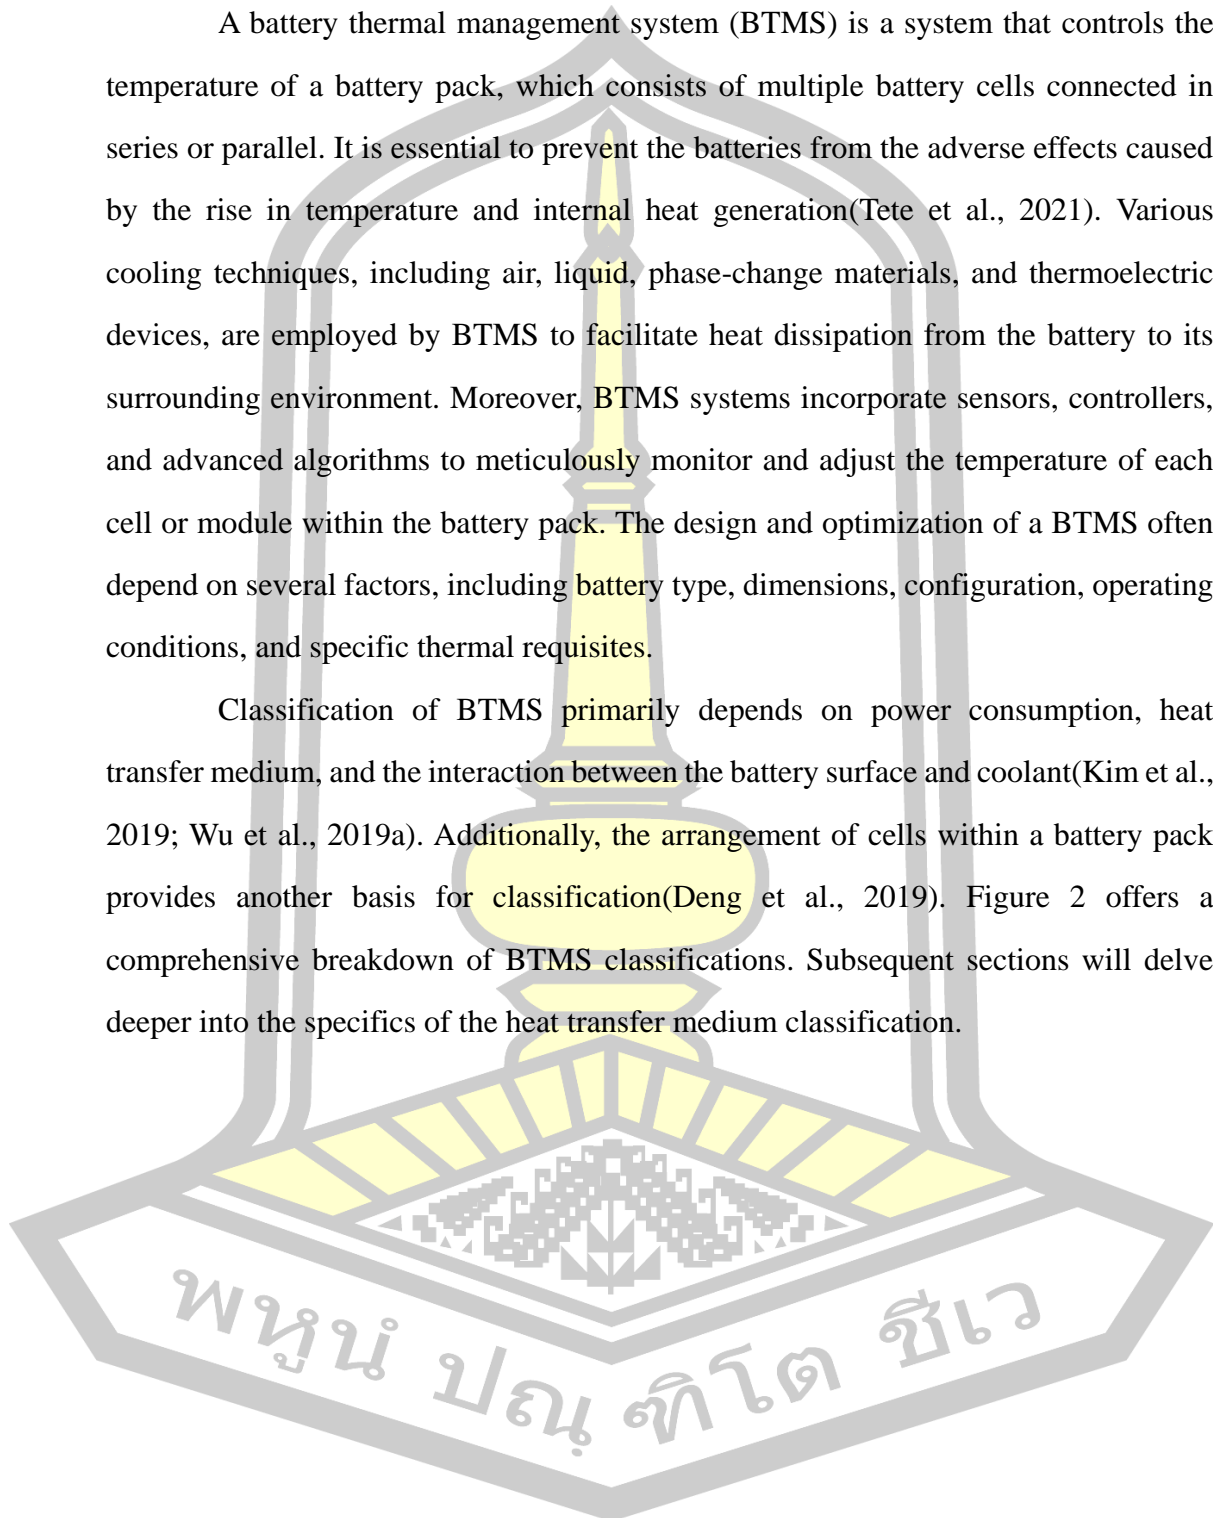 A battery thermal management system (BTMS) is a system that controls the
temperature of a battery pack, which consists of multiple battery cells connected in
series or parallel. It is essential to prevent the batteries from the adverse effects caused
by the rise in temperature and internal heat generation(Tete et al., 2021). Various
cooling techniques, including air, liquid, phase-change materials, and thermoelectric
devices, are employed by BTMS to facilitate heat dissipation from the battery to its
surrounding environment. Moreover, BTMS systems incorporate sensors, controllers,
and advanced algorithms to meticulously monitor and adjust the temperature of each
cell or module within the battery pack. The design and optimization of a BTMS often
depend on several factors, including battery type, dimensions, configuration, operating
conditions, and specific thermal requisites.
Classification of BTMS primarily depends on power consumption, heat
transfer medium, and the interaction between the battery surface and coolant(Kim et al.,
2019; Wu et al., 2019a). Additionally, the arrangement of cells within a battery pack
provides another basis for classification(Deng et al., 2019). Figure 2 offers a
comprehensive breakdown of BTMS classifications. Subsequent sections will delve
deeper into the specifics of the heat transfer medium classification.
พหูนํ ปณฺฑิโต ชีเว